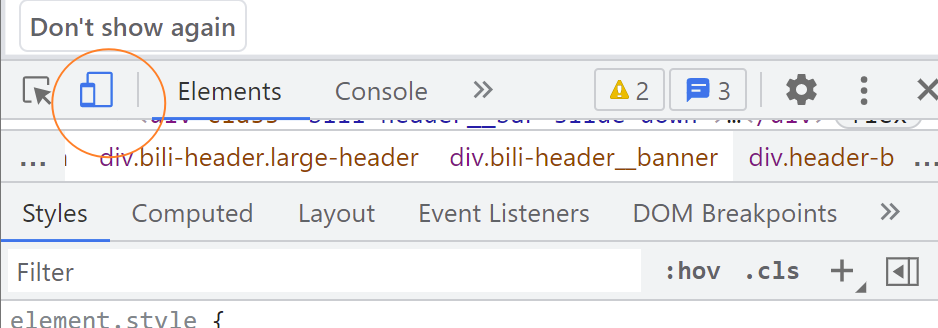 Don't show again
Elements Console » 2 3
... div.bili-header.large-header div.bili-header__banner div.header-b ...
Styles Computed Layout Event Listeners DOM Breakpoints »
Filter :hov .cls +
element.style {